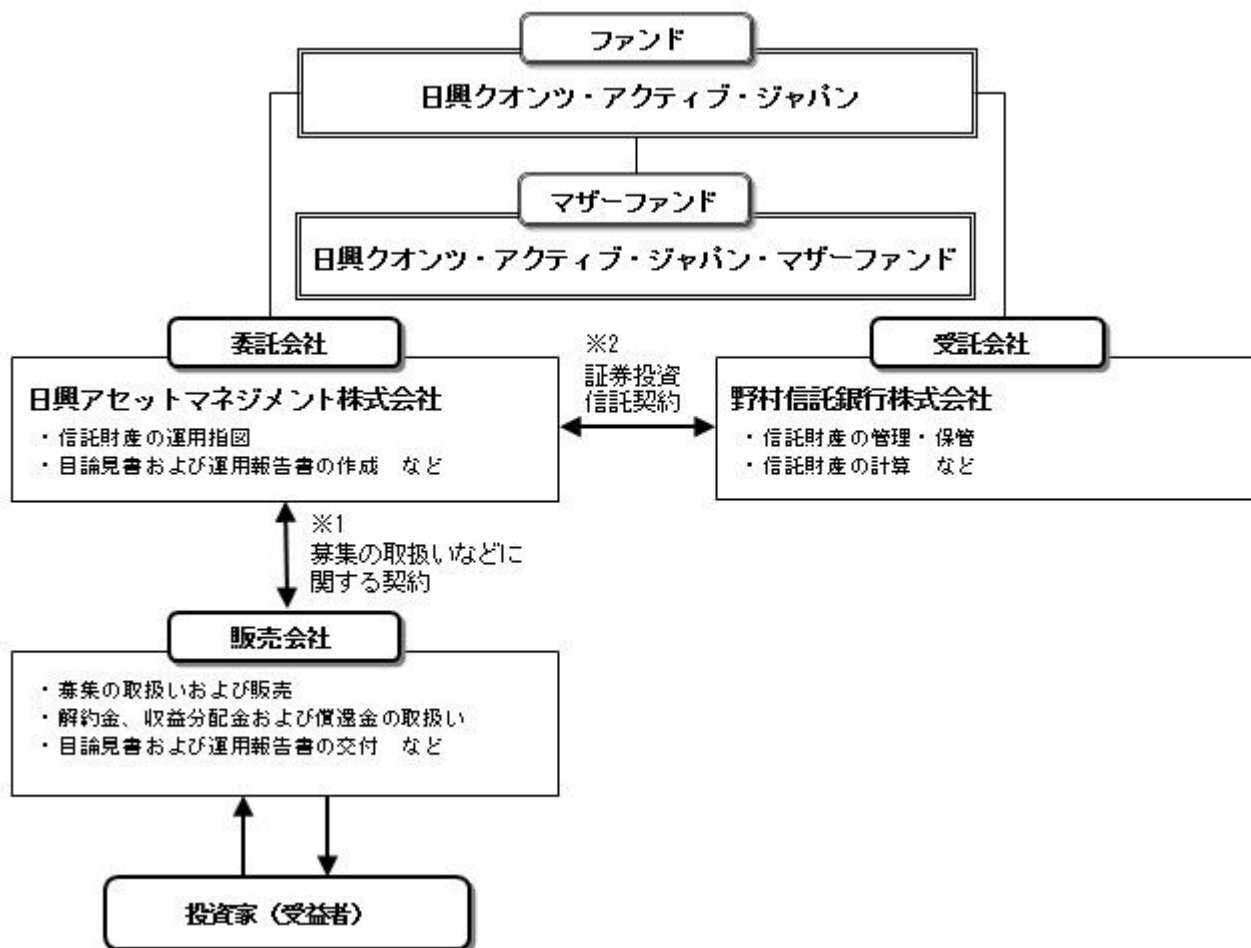 ファンド
日興クオンツ・アクティブ・ジャパン
マザーファンド
日興クオンツ・アクティブ・ジャパン・マザーファンド
委託会社
日興アセットマネジメント株式会社
・信託財産の運用指図
・目論見書および運用報告書の作成　など
※2
証券投資
信託契約
受託会社
野村信託銀行株式会社
・信託財産の管理・保管
・信託財産の計算　など
※1
募集の取扱いなどに
関する契約
販売会社
・募集の取扱いおよび販売
・解約金、収益分配金および償還金の取扱い
・目論見書および運用報告書の交付　など
投資家（受益者）